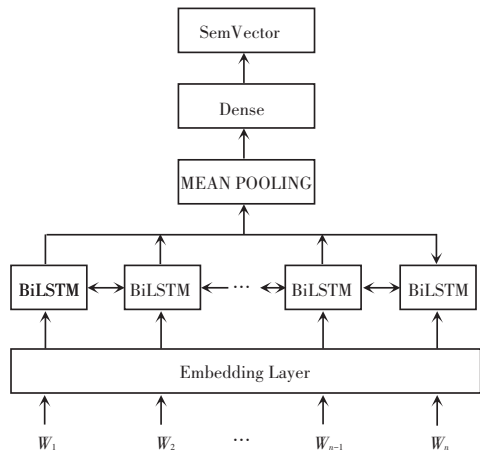 SemVector
Dense
MEAN POOLING
BiLSTM BiLSTM ... BiLSTM BiLSTM
Embedding Layer
W₁ W₂ ... Wₙ₋₁ Wₙ